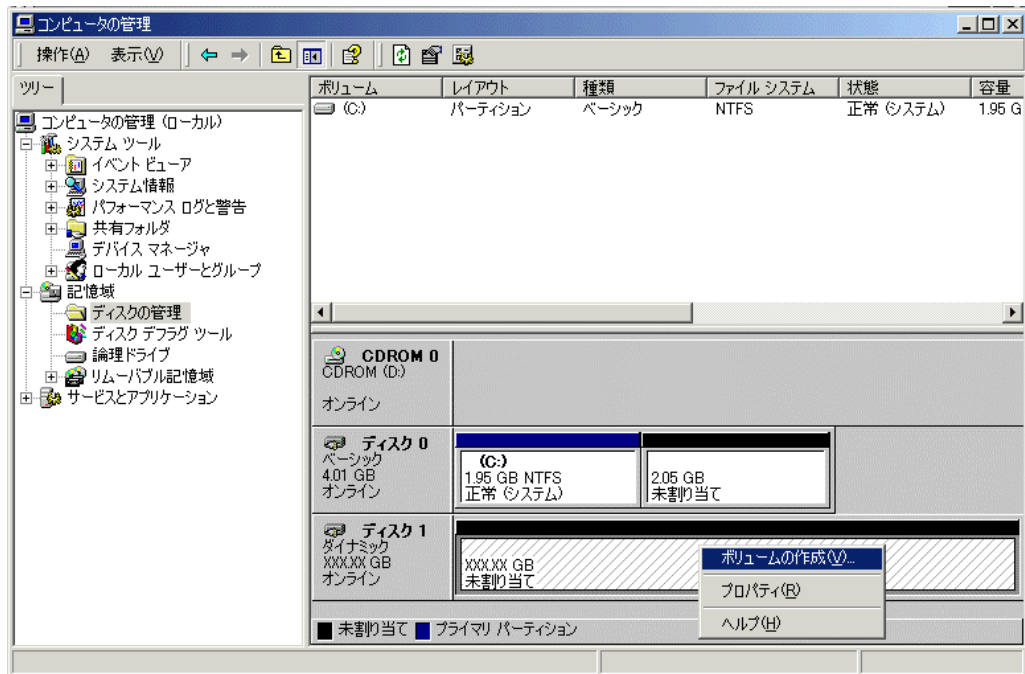 コンピュータの管理
操作(A) 表示(V)
ツリー
コンピュータの管理 (ローカル)
システム ツール
イベント ビューア
システム情報
パフォーマンス ログと警告
共有フォルダ
デバイス マネージャ
ローカル ユーザーとグループ
記憶域
ディスクの管理
ディスク デフラグ ツール
論理ドライブ
リムーバブル記憶域
サービスとアプリケーション
ボリューム レイアウト 種類 ファイル システム 状態 容量
(C:) パーティション ベーシック NTFS 正常 (システム) 1.95 G
CDROM 0
CDROM (D:)
オンライン
ディスク 0
ベーシック
4.01 GB
オンライン
(C:)
1.95 GB NTFS
正常 (システム)
2.05 GB
未割り当て
ディスク 1
ダイナミック
XXX.XX GB
オンライン
XXX.XX GB
未割り当て
ボリュームの作成(V)...
プロパティ(R)
ヘルプ(H)
未割り当て プライマリ パーティション